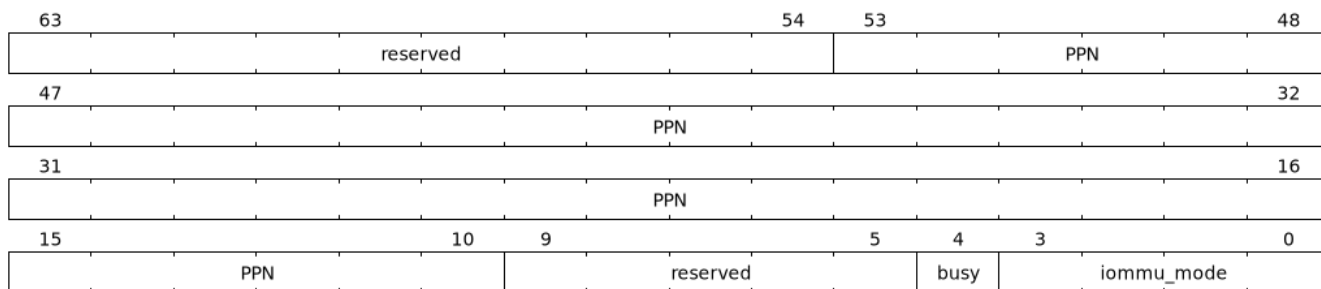 63 54 53 48
reserved PPN
47 32
PPN
31 16
PPN
15 10 9 5 4 3 0
PPN reserved busy iommu_mode